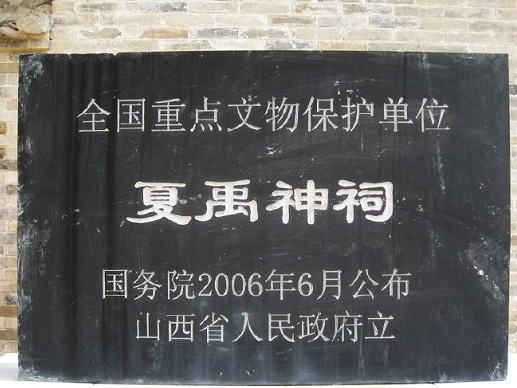 全国重点文物保护单位
夏禹神祠
国务院2006年6月公布
山西省人民政府立